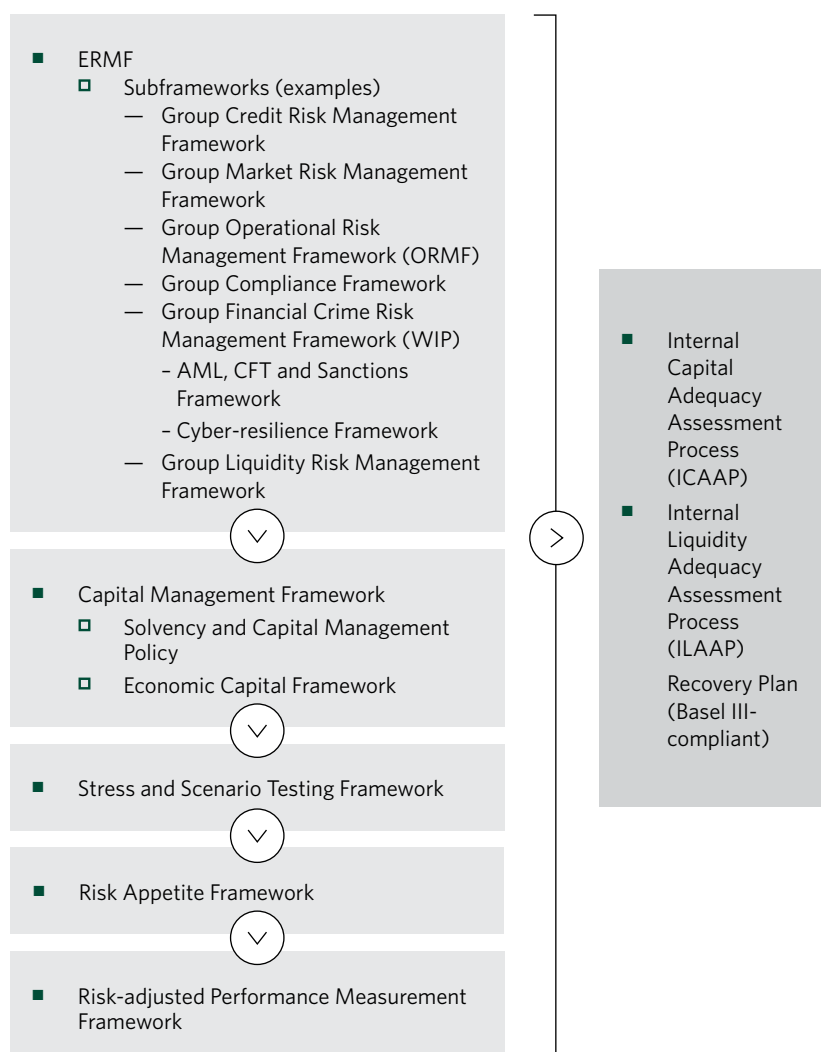 ERMF
Subframeworks (examples)
— Group Credit Risk Management
Framework
— Group Market Risk Management
Framework
— Group Operational Risk
Management Framework (ORMF)
— Group Compliance Framework
— Group Financial Crime Risk
Management Framework (WIP)
– AML, CFT and Sanctions
Framework
– Cyber-resilience Framework
— Group Liquidity Risk Management
Framework
Capital Management Framework
Solvency and Capital Management
Policy
Economic Capital Framework
Stress and Scenario Testing Framework
Risk Appetite Framework
Risk-adjusted Performance Measurement
Framework
Internal
Capital
Adequacy
Assessment
Process
(ICAAP)
Internal
Liquidity
Adequacy
Assessment
Process
(ILAAP)
Recovery Plan
(Basel III-
compliant)